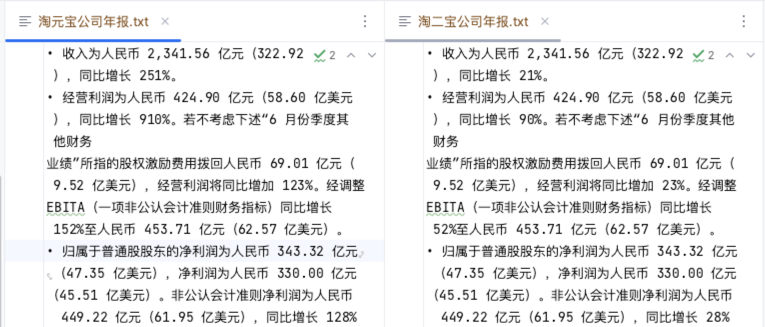 淘元宝公司年报.txt
• 收入为人民币 2,341.56 亿元（322.92
），同比增长 251%。
• 经营利润为人民币 424.90 亿元（58.60 亿美元
），同比增长 910%。若不考虑下述“6 月份季度其
他财务
业绩”所指的股权激励费用拨回人民币 69.01 亿元（
9.52 亿美元），经营利润将同比增加 123%。经调整
EBITA（一项非公认会计准则财务指标）同比增长
152%至人民币 453.71 亿元（62.57 亿美元）。
• 归属于普通股股东的净利润为人民币 343.32 亿元
（47.35 亿美元），净利润为人民币 330.00 亿元
（45.51 亿美元）。非公认会计准则净利润为人民币
449.22 亿元（61.95 亿美元），同比增长 128%
2
淘二宝公司年报.txt
• 收入为人民币 2,341.56 亿元（322.92
），同比增长 21%。
• 经营利润为人民币 424.90 亿元（58.60 亿美元
），同比增长 90%。若不考虑下述“6 月份季度其
他财务
业绩”所指的股权激励费用拨回人民币 69.01 亿元（
9.52 亿美元），经营利润将同比增加 23%。经调整
EBITA（一项非公认会计准则财务指标）同比增长
52%至人民币 453.71 亿元（62.57 亿美元）。
• 归属于普通股股东的净利润为人民币 343.32 亿元
（47.35 亿美元），净利润为人民币 330.00 亿元
（45.51 亿美元）。非公认会计准则净利润为人民币
449.22 亿元（61.95 亿美元），同比增长 28%
2